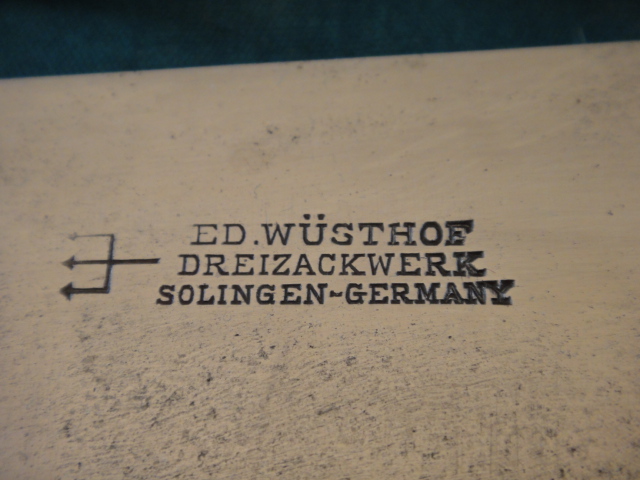 ED. WÜSTHOF
DREIZACKWERK
SOLINGEN-GERMANY